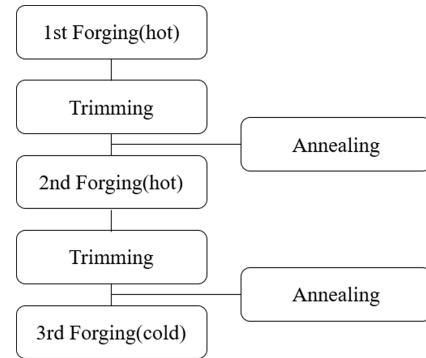 1st Forging(hot)
Trimming
Annealing
2nd Forging(hot)
Trimming
Annealing
3rd Forging(cold)